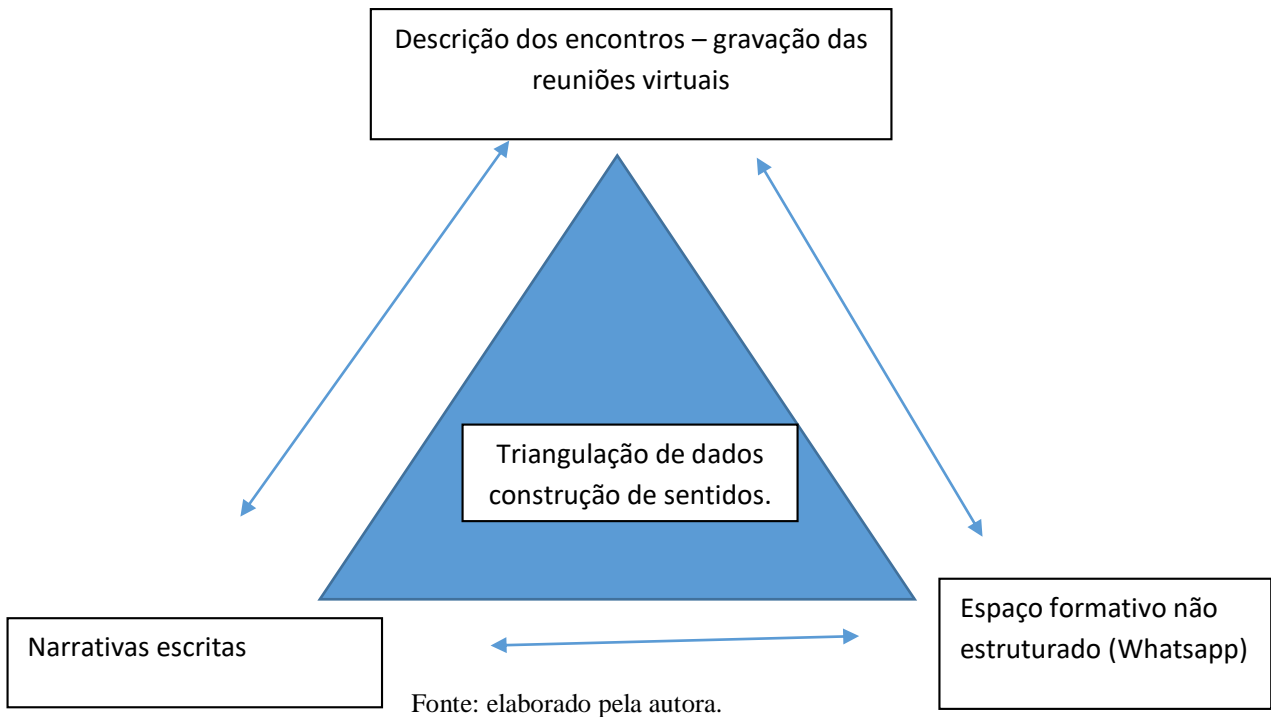 Descrição dos encontros – gravação das
reuniões virtuais
Triangulação de dados
construção de sentidos.
Narrativas escritas
Espaço formativo não
estruturado (Whatsapp)
Fonte: elaborado pela autora.